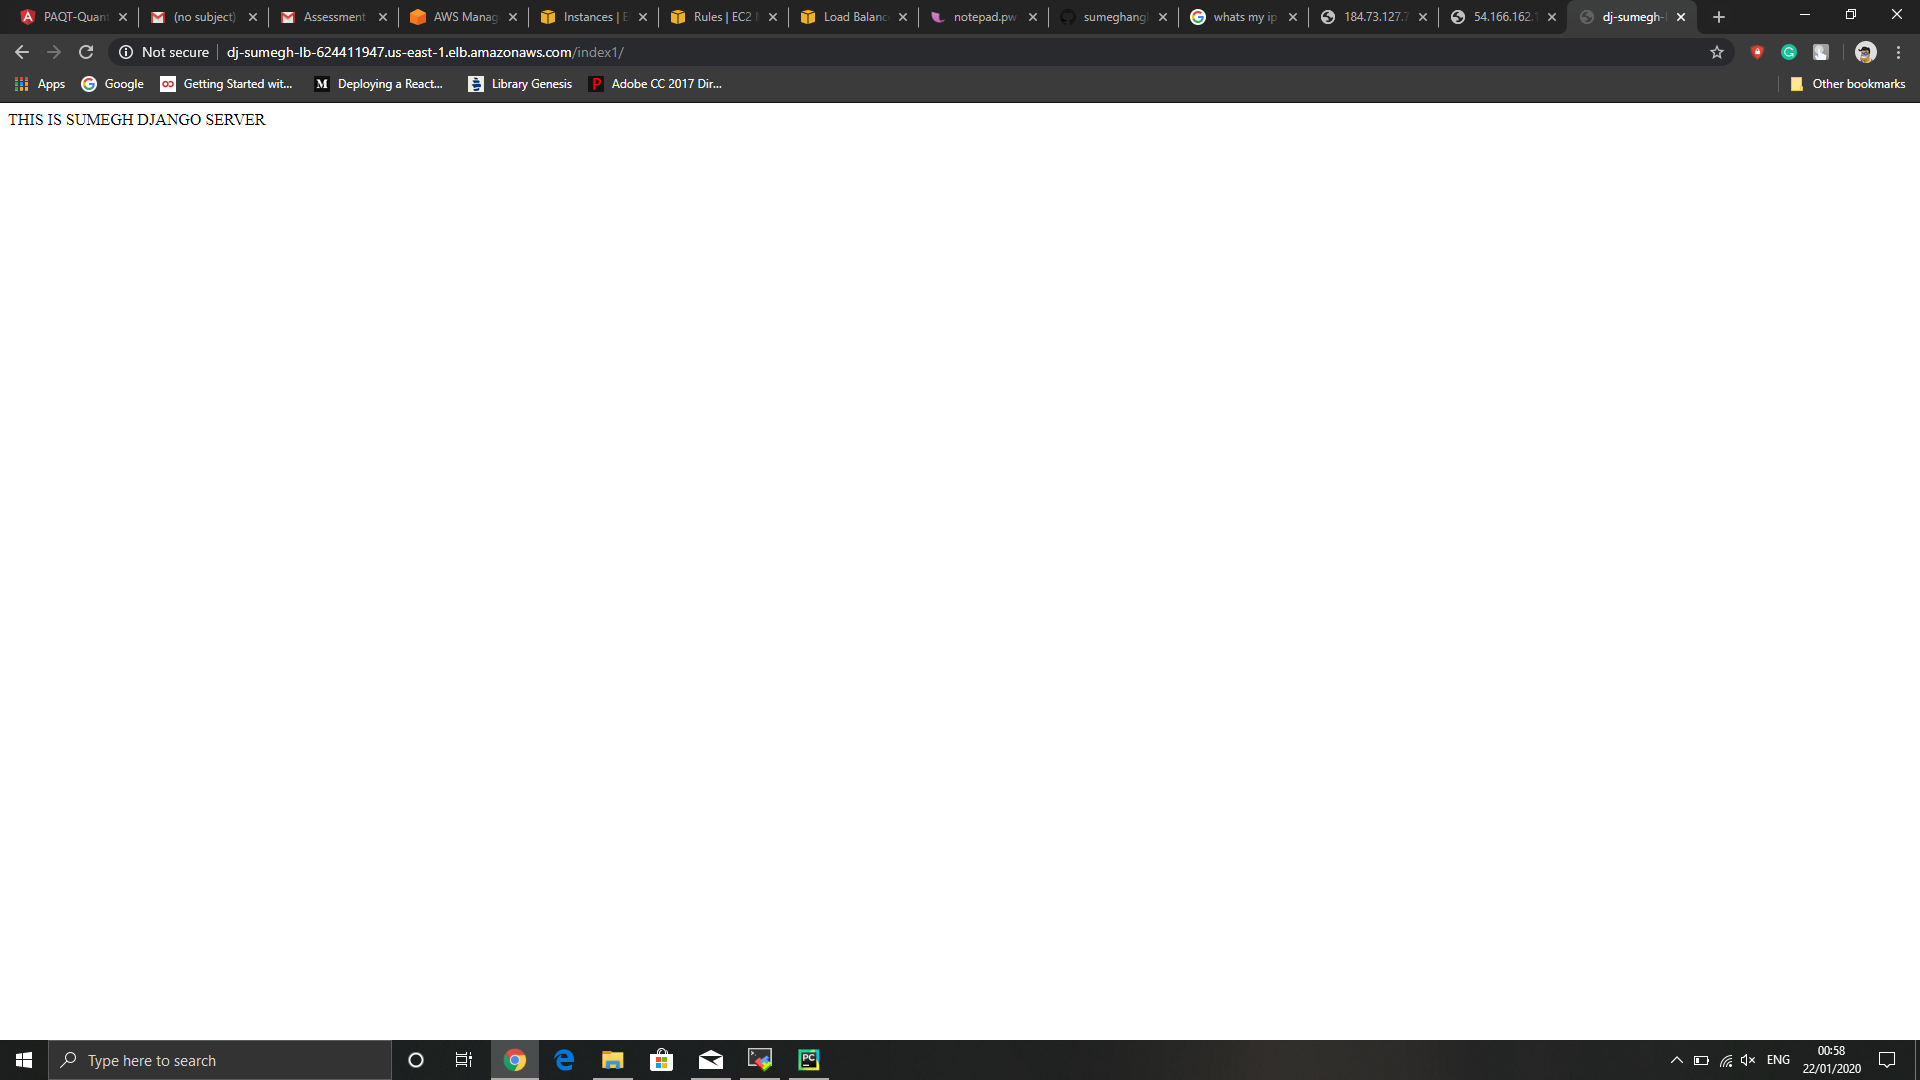 PAQT-Quant
(no subject)
Assessment
AWS Manag
Instances | E
Rules | EC2 M
Load Balanc
notepad.pw
sumeghangl
whats my ip
184.73.127.7
54.166.162.1
dj-sumegh-
Not secure dj-sumegh-lb-624411947.us-east-1.elb.amazonaws.com/index1/
Apps Google Getting Started wit... Deploying a React... Library Genesis Adobe CC 2017 Dir... Other bookmarks
THIS IS SUMEGH DJANGO SERVER
Type here to search
ENG
00:58
22/01/2020